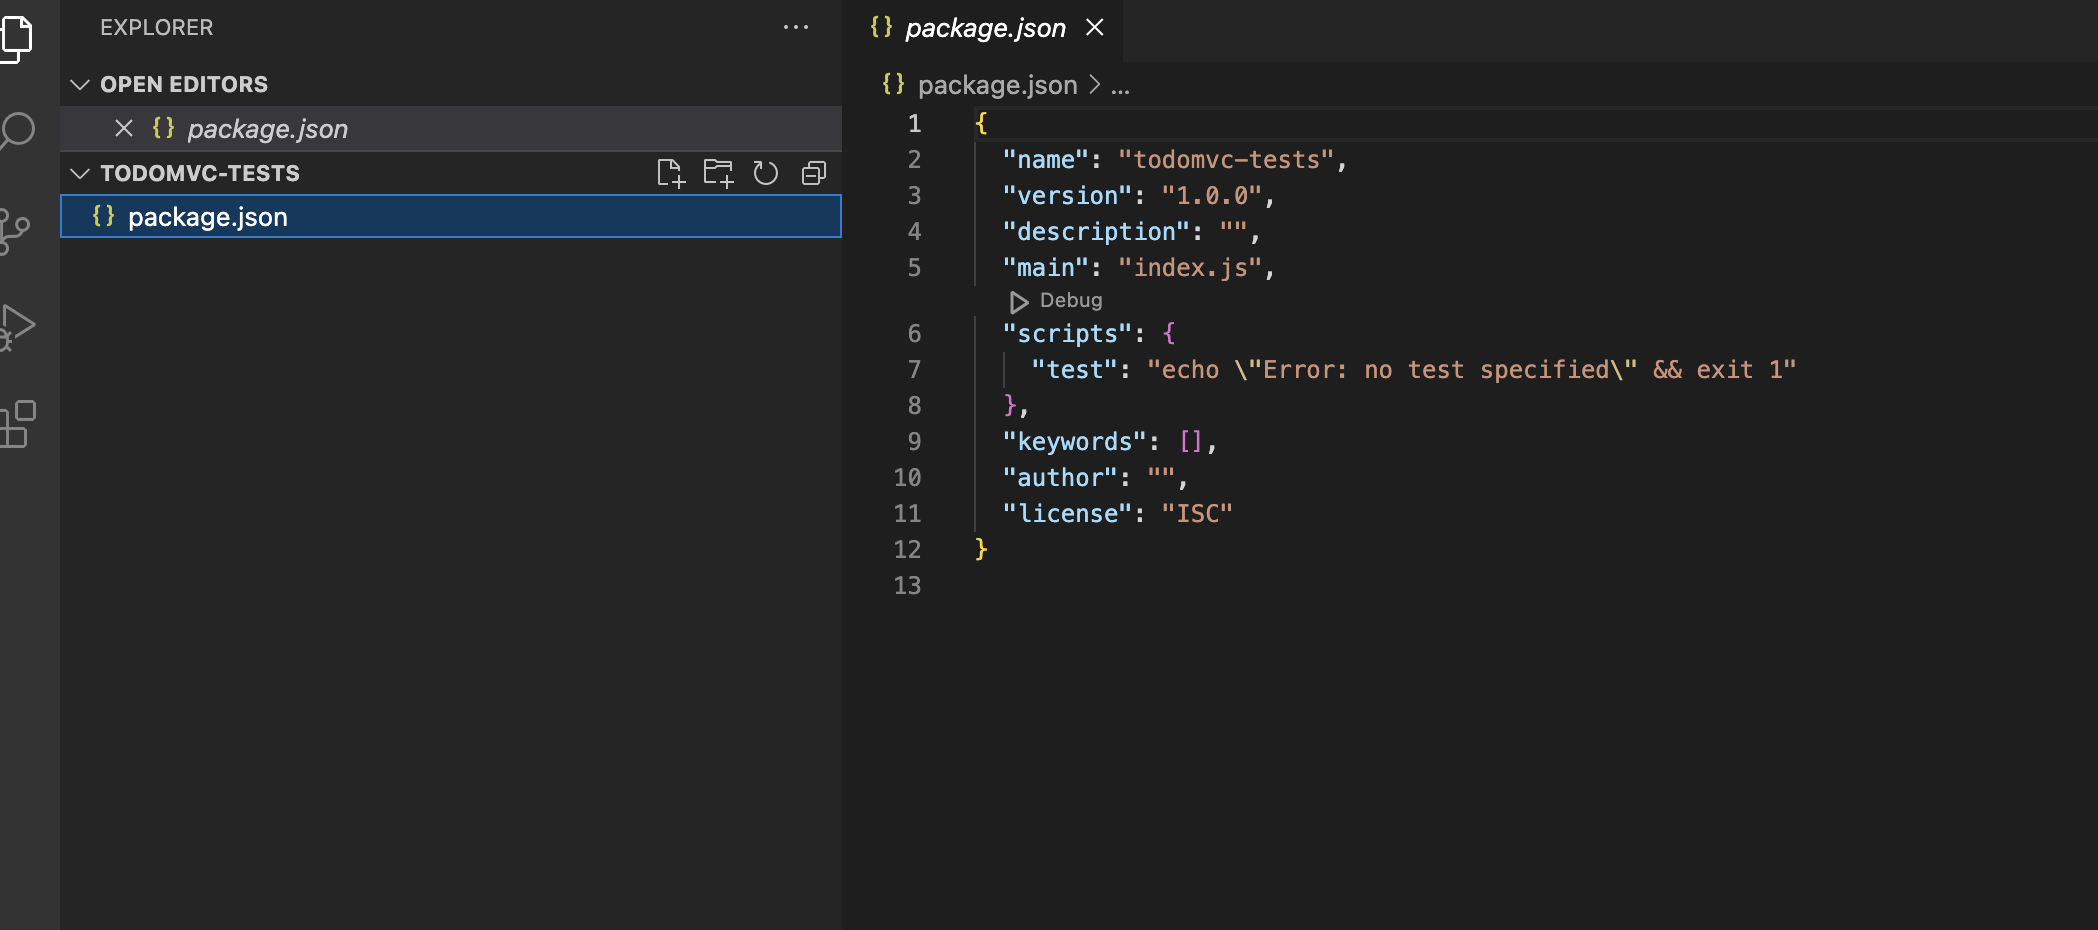 EXPLORER
OPEN EDITORS
{} package.json
TODOMVC-TESTS
{} package.json
{} package.json
{} package.json > ...
1 {
2 "name": "todomvc-tests",
3 "version": "1.0.0",
4 "description": "",
5 "main": "index.js",
Debug
6 "scripts": {
7 "test": "echo \"Error: no test specified\" && exit 1"
8 },
9 "keywords": [],
10 "author": "",
11 "license": "ISC"
12 }
13